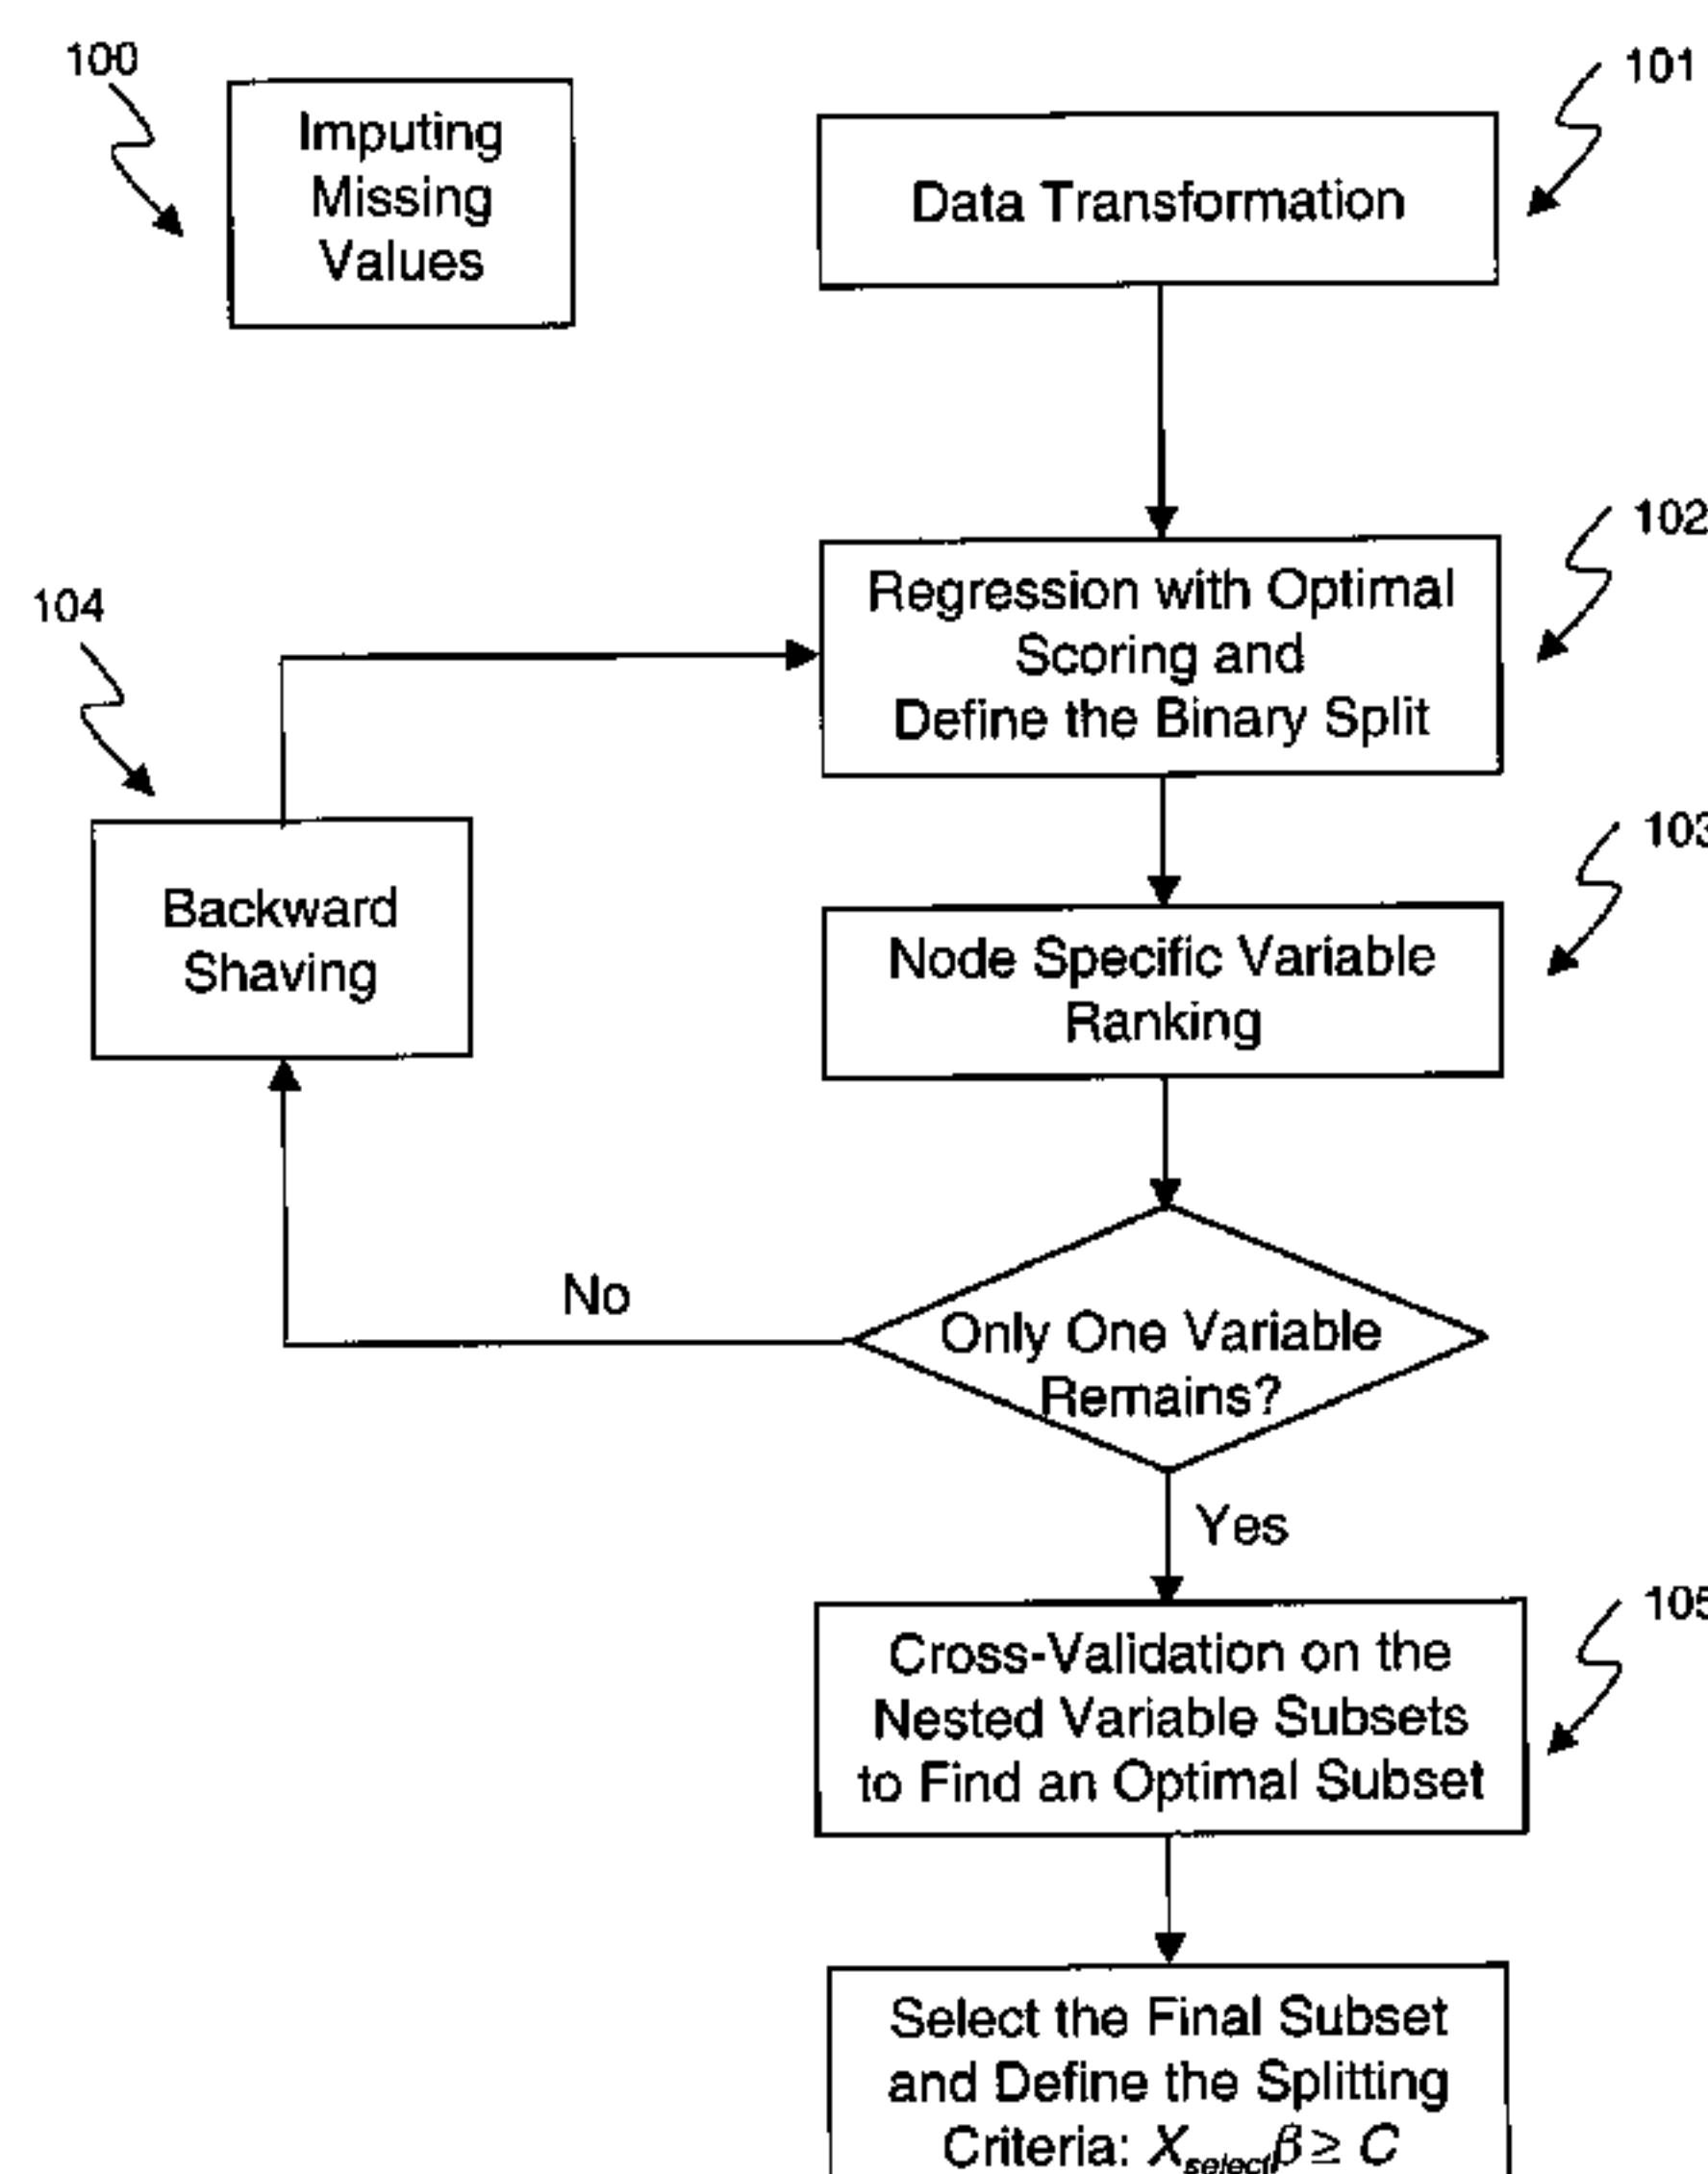 100
Imputing
Missing
Values
101
Data Transformation
102
Regression with Optimal
Scoring and
Define the Binary Split
104
Backward
Shaving
103
Node Specific Variable
Ranking
No
Only One Variable
Remains?
Yes
105
Cross-Validation on the
Nested Variable Subsets
to Find an Optimal Subset
Select the Final Subset
and Define the Splitting
Criteria: X_select β ≥ C